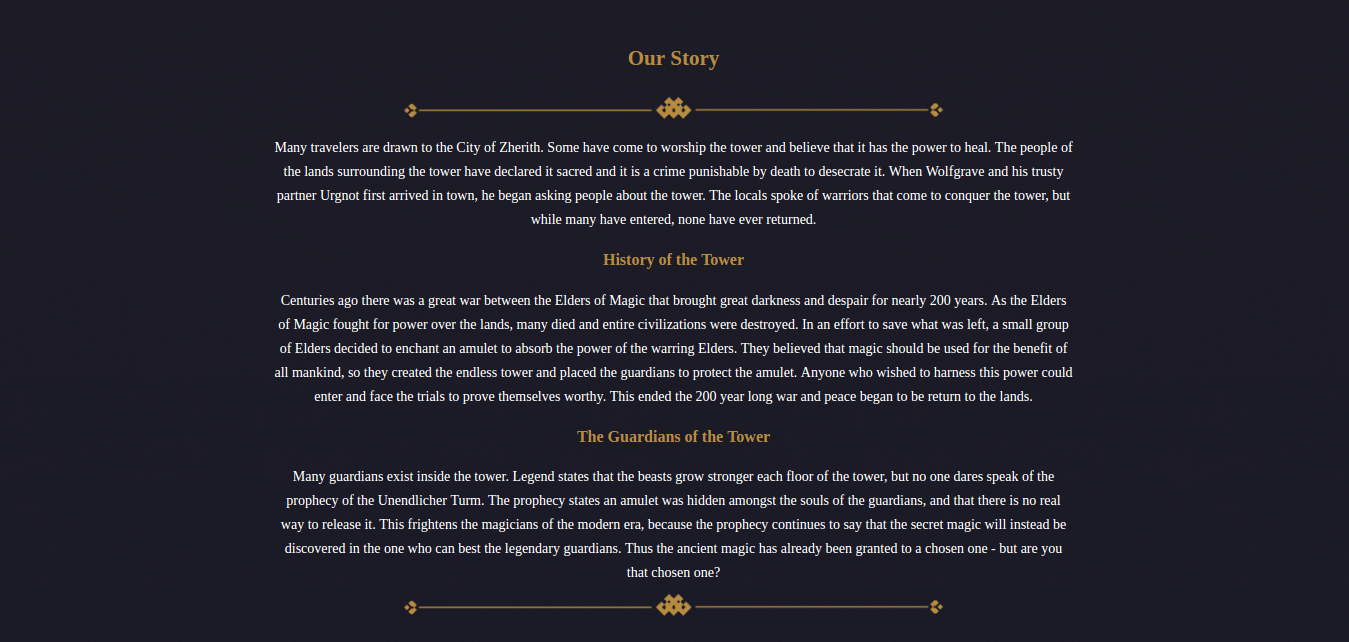 Our Story
Many travelers are drawn to the City of Zherith. Some have come to worship the tower and believe that it has the power to heal. The people of
the lands surrounding the tower have declared it sacred and it is a crime punishable by death to desecrate it. When Wolfgrave and his trusty
partner Urgnot first arrived in town, he began asking people about the tower. The locals spoke of warriors that come to conquer the tower, but
while many have entered, none have ever returned.
History of the Tower
Centuries ago there was a great war between the Elders of Magic that brought great darkness and despair for nearly 200 years. As the Elders
of Magic fought for power over the lands, many died and entire civilizations were destroyed. In an effort to save what was left, a small group
of Elders decided to enchant an amulet to absorb the power of the warring Elders. They believed that magic should be used for the benefit of
all mankind, so they created the endless tower and placed the guardians to protect the amulet. Anyone who wished to harness this power could
enter and face the trials to prove themselves worthy. This ended the 200 year long war and peace began to be return to the lands.
The Guardians of the Tower
Many guardians exist inside the tower. Legend states that the beasts grow stronger each floor of the tower, but no one dares speak of the
prophecy of the Unendlicher Turm. The prophecy states an amulet was hidden amongst the souls of the guardians, and that there is no real
way to release it. This frightens the magicians of the modern era, because the prophecy continues to say that the secret magic will instead be
discovered in the one who can best the legendary guardians. Thus the ancient magic has already been granted to a chosen one - but are you
that chosen one?